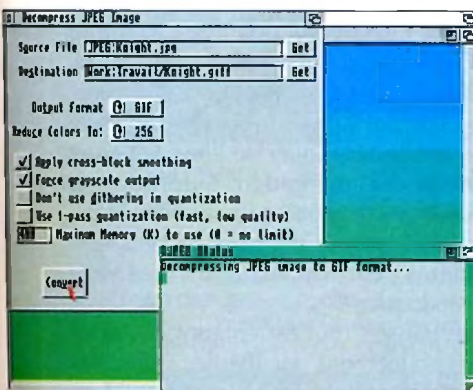 Decompress JPEG Image
Source File JPEG:Knight.jpg Get
Destination Work:Travail/Knight.giff Get
Output Format GIF
Reduce Colors To: 256
Apply cross-block smoothing
Force grayscale output
Don't use dithering in quantization
Use 1-pass quantization (fast, low quality)
Maximum Memory (K) to use (0 = no limit)
Status
Decompressing JPEG image to GIF format...
Convert